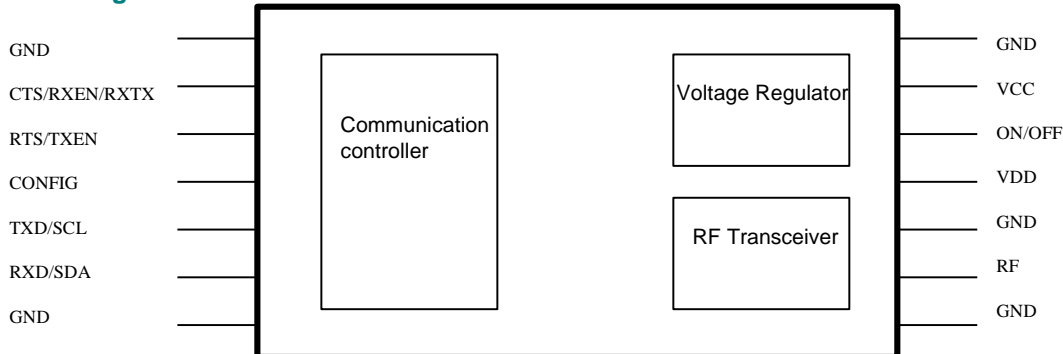 GND
CTS/RXEN/RXTX
RTS/TXEN
CONFIG
TXD/SCL
RXD/SDA
GND
Communication
controller
Voltage Regulator
RF Transceiver
GND
VCC
ON/OFF
VDD
GND
RF
GND